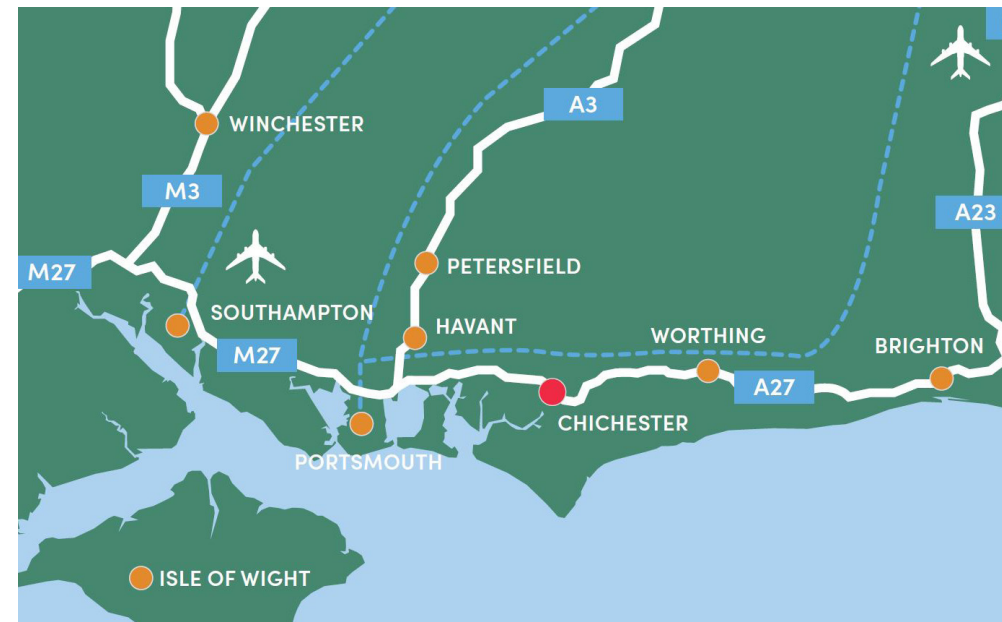 WINCHESTER
A3
M3
A23
M27
PETERSFIELD
SOUTHAMPTON
HAVANT
WORTHING
M27
BRIGHTON
A27
CHICHESTER
PORTSMOUTH
ISLE OF WIGHT